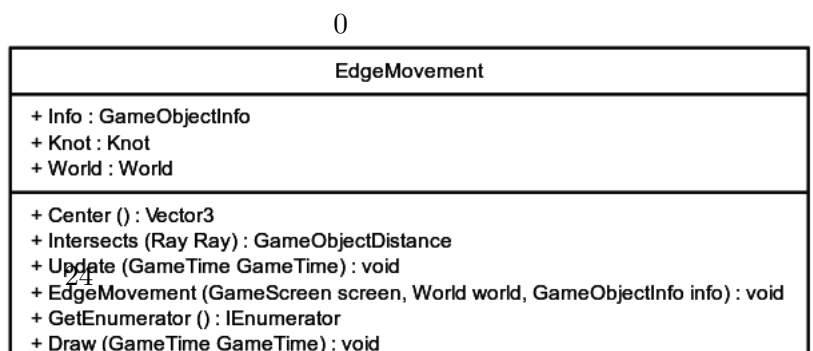 0
EdgeMovement
+ Info : GameObjectInfo
+ Knot : Knot
+ World : World
+ Center () : Vector3
+ Intersects (Ray Ray) : GameObjectDistance
+ Update (GameTime GameTime) : void
24
+ EdgeMovement (GameScreen screen, World world, GameObjectInfo info) : void
+ GetEnumerator () : IEnumerator
+ Draw (GameTime GameTime) : void